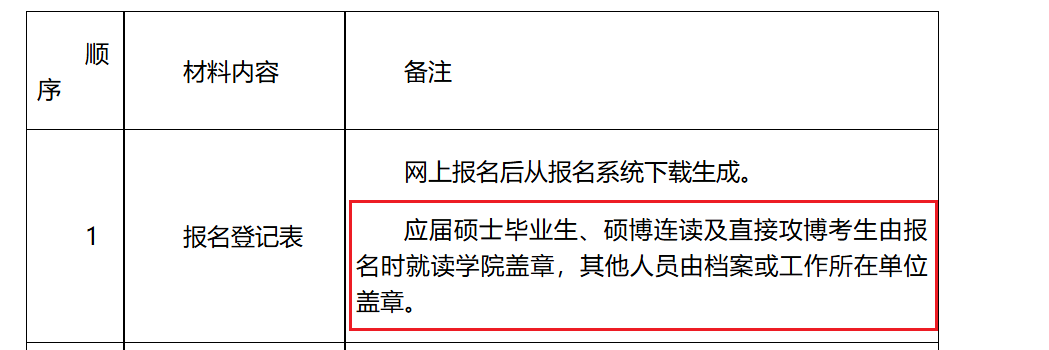 顺
序
材料内容
备注
1
报名登记表
网上报名后从报名系统下载生成。
应届硕士毕业生、硕博连读及直接攻博考生由报
名时就读学院盖章，其他人员由档案或工作所在单位
盖章。